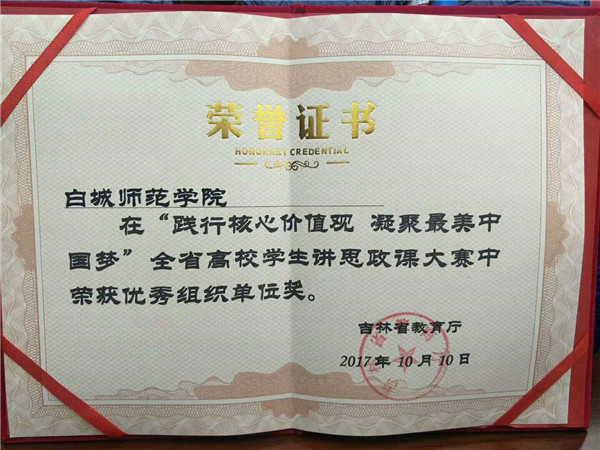 荣誉证书
HONORARY CREDENTIAL
白城师范学院
在“践行核心价值观 凝聚最美中
国梦”全省高校学生讲思政课大赛中
荣获优秀组织单位奖。
吉林省教育厅
2017年10月10日